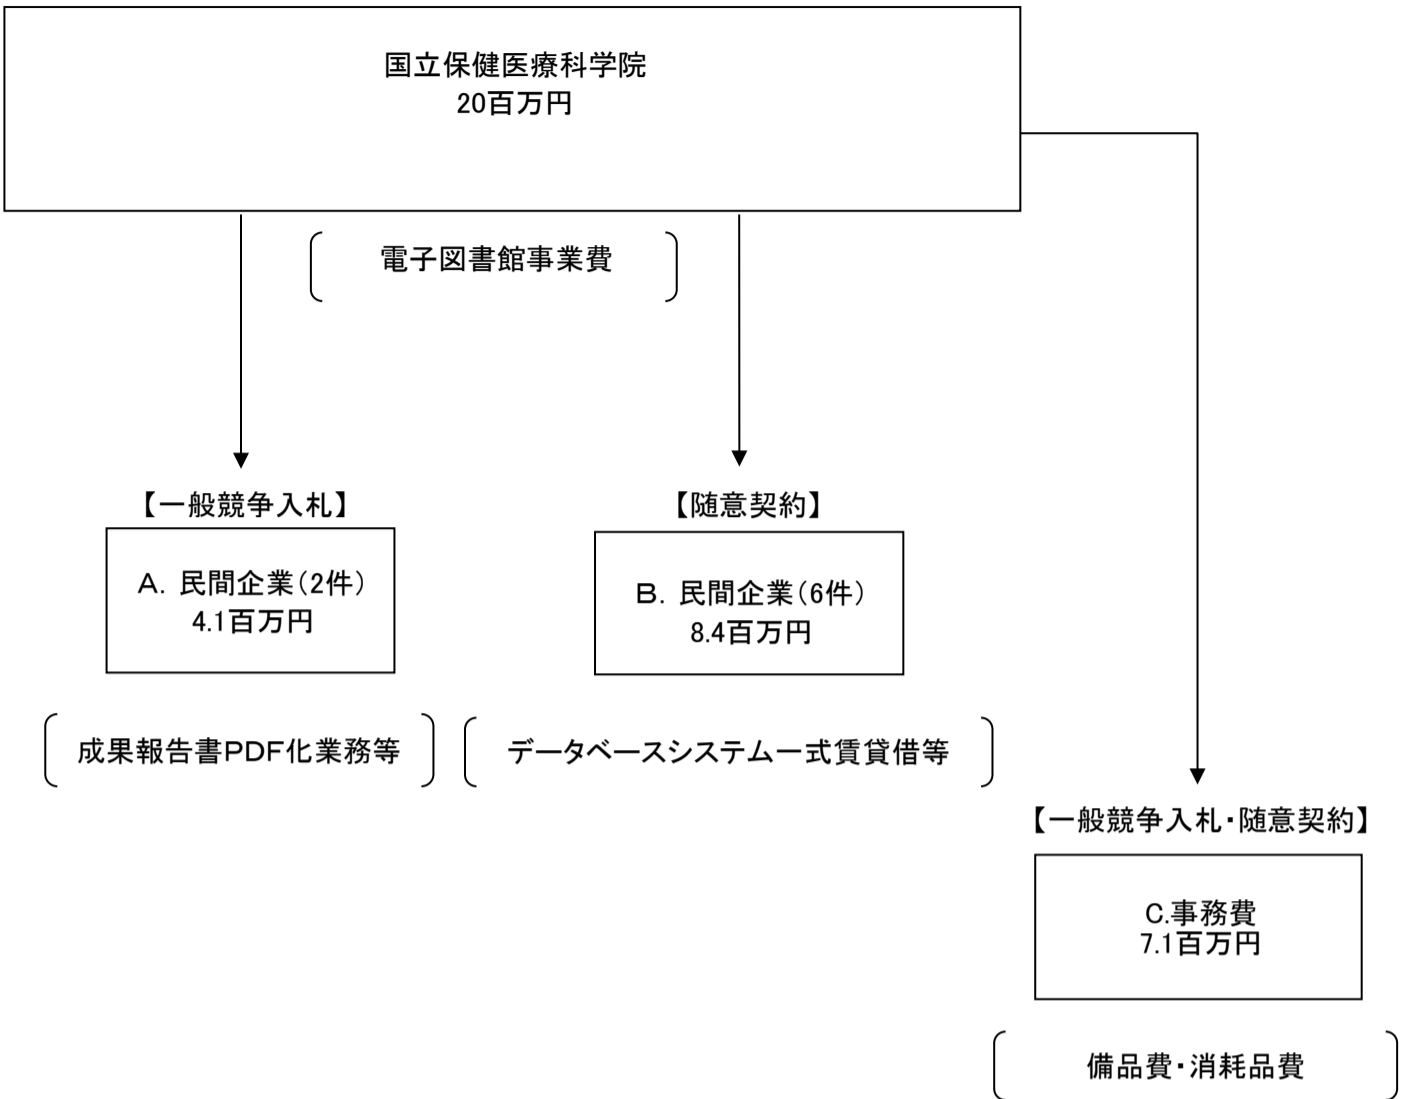 国立保健医療科学院
20百万円
電子図書館事業費
【一般競争入札】
A. 民間企業(2件)
4.1百万円
成果報告書PDF化業務等
【随意契約】
B. 民間企業(6件)
8.4百万円
データベースシステム一式賃貸借等
【一般競争入札・随意契約】
C.事務費
7.1百万円
備品費・消耗品費